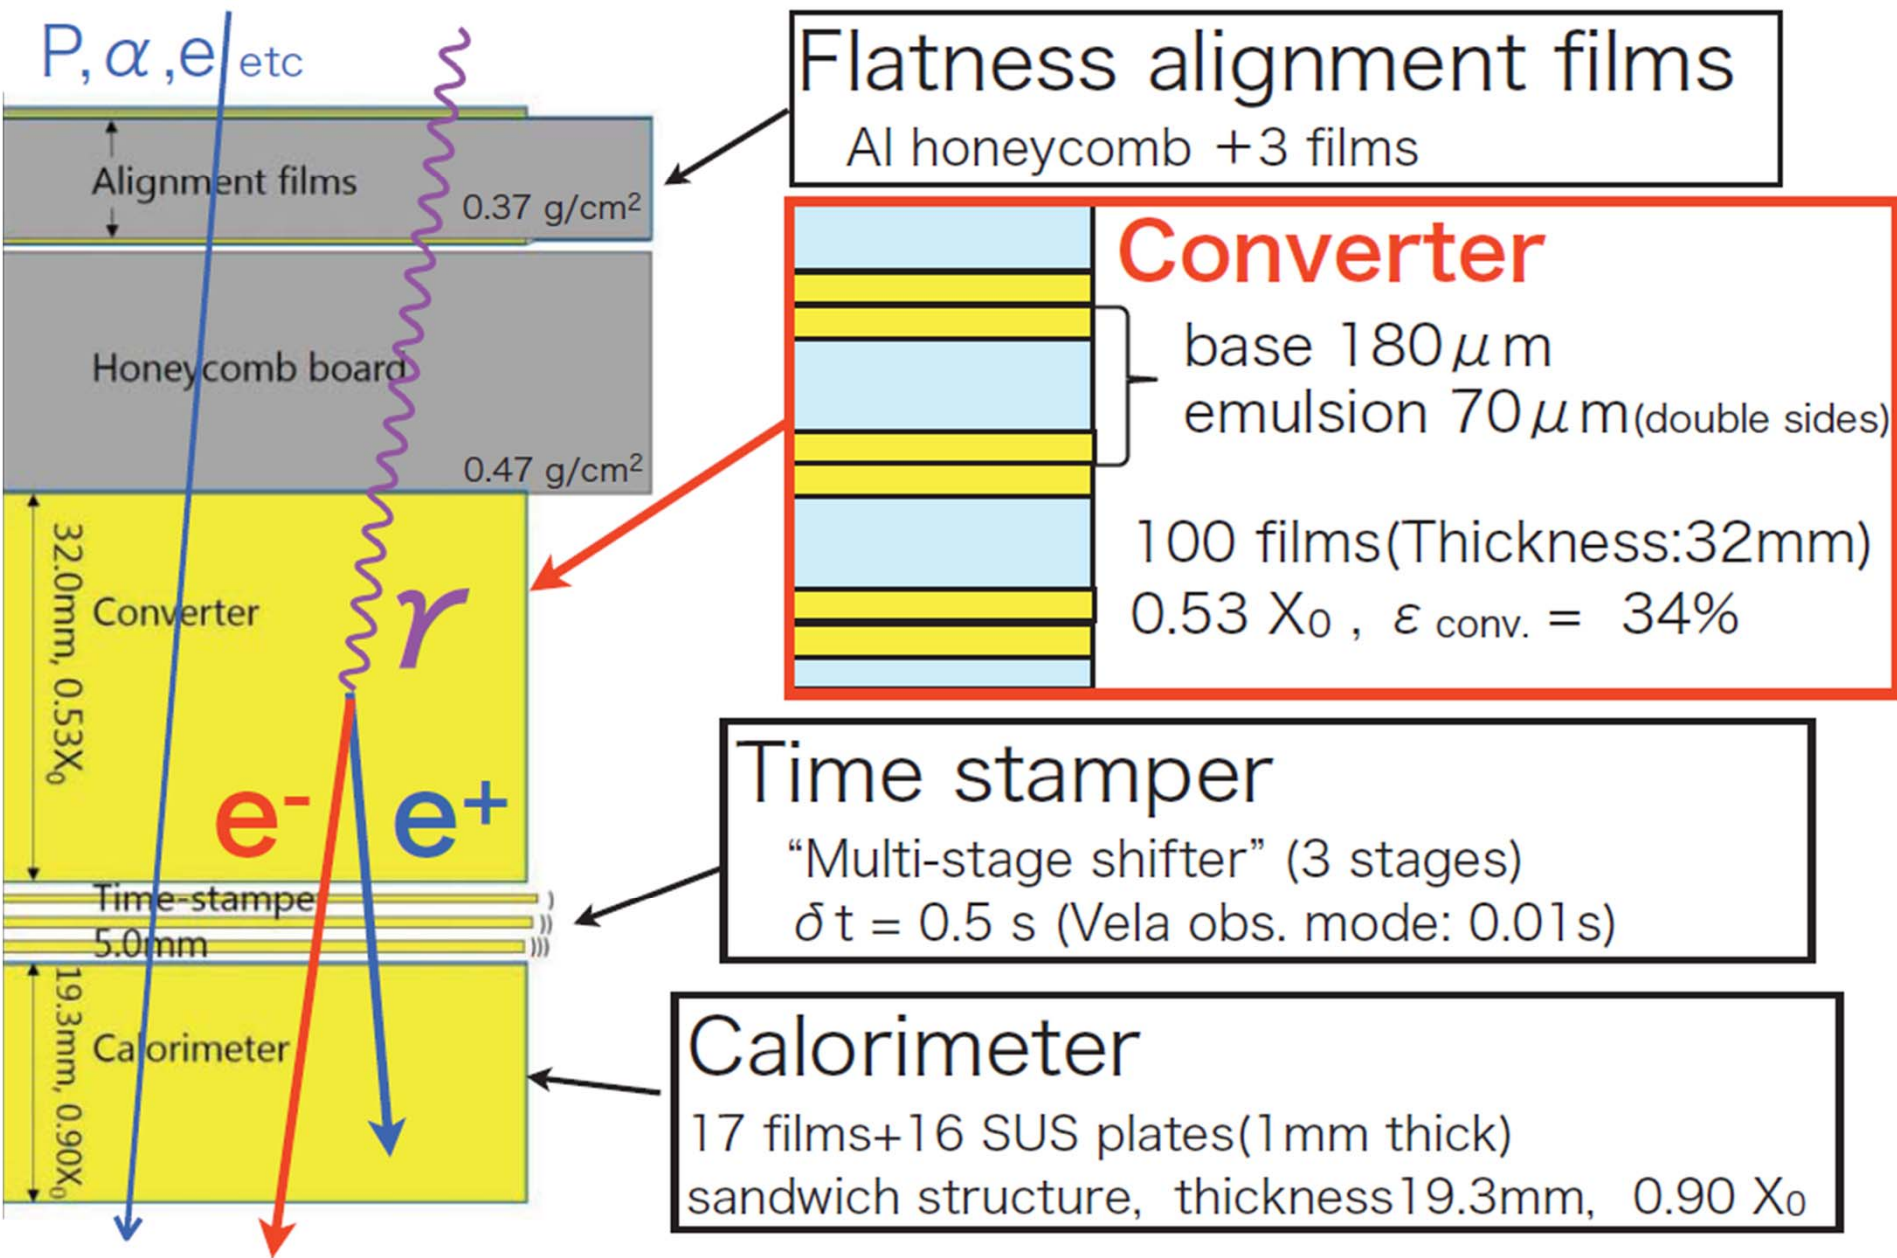 P, α ,e etc
Alignment films
0.37 g/cm2
Honeycomb board
0.47 g/cm2
32.0mm, 0.53X0
Converter
γ
e- e+
Time-stampe
5.0mm
19.3mm, 0.90X0
Calorimeter
Flatness alignment films
Al honeycomb +3 films
Converter
base 180μm
emulsion 70μm(double sides)
100 films(Thickness:32mm)
0.53 X0 , ε conv. = 34%
Time stamper
“Multi-stage shifter” (3 stages)
δt = 0.5 s (Vela obs. mode: 0.01s)
Calorimeter
17 films+16 SUS plates(1mm thick)
sandwich structure, thickness19.3mm, 0.90 X0